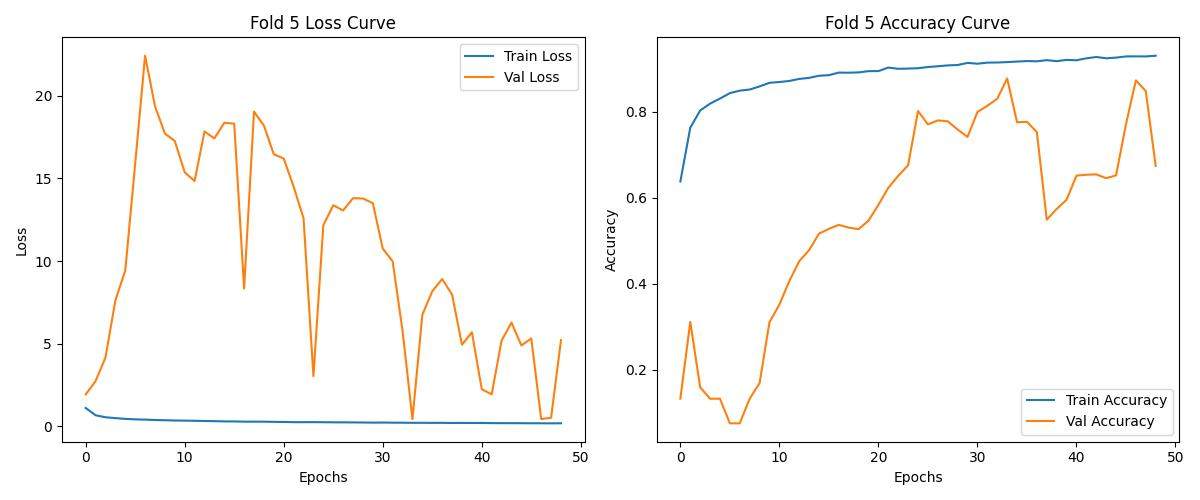 Fold 5 Loss Curve
Train Loss
Val Loss
20
15
10
5
0
Loss
0 10 20 30 40 50
Epochs
Fold 5 Accuracy Curve
0.8
0.6
0.4
0.2
Accuracy
Train Accuracy
Val Accuracy
0 10 20 30 40 50
Epochs